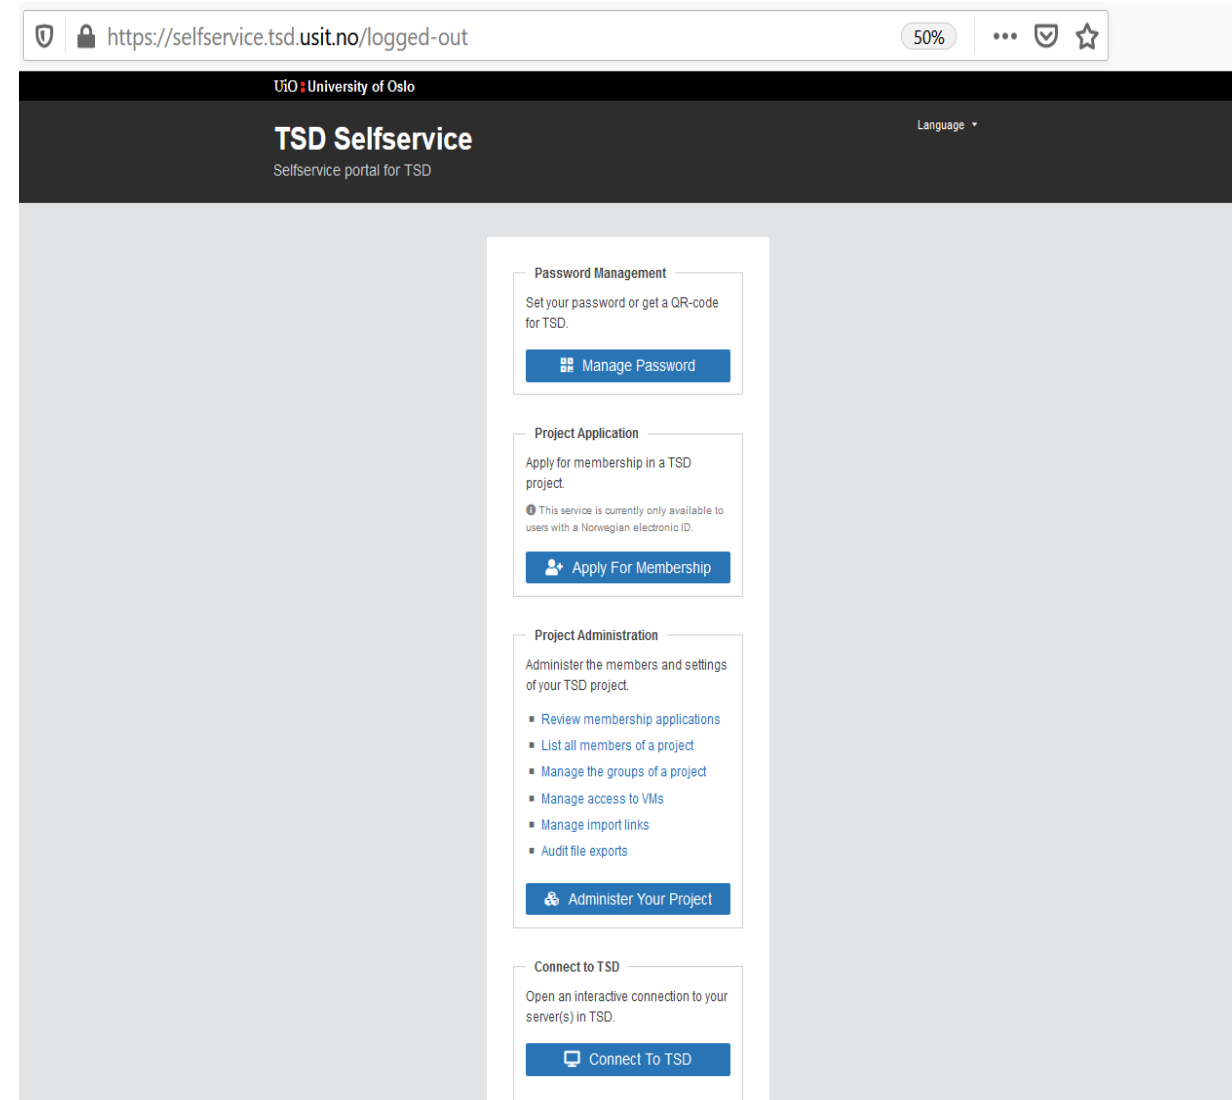 https://selfservice.tsd.usit.no/logged-out
50%
UiO : University of Oslo
TSD Selfservice
Language
Selfservice portal for TSD
Password Management
Set your password or get a QR-code
for TSD.
Manage Password
Project Application
Apply for membership in a TSD
project.
This service is currently only available to
users with a Norwegian electronic ID.
Apply For Membership
Project Administration
Administer the members and settings
of your TSD project.
Review membership applications
List all members of a project
Manage the groups of a project
Manage access to VMs
Manage import links
Audit file exports
Administer Your Project
Connect to TSD
Open an interactive connection to your
server(s) in TSD.
Connect To TSD